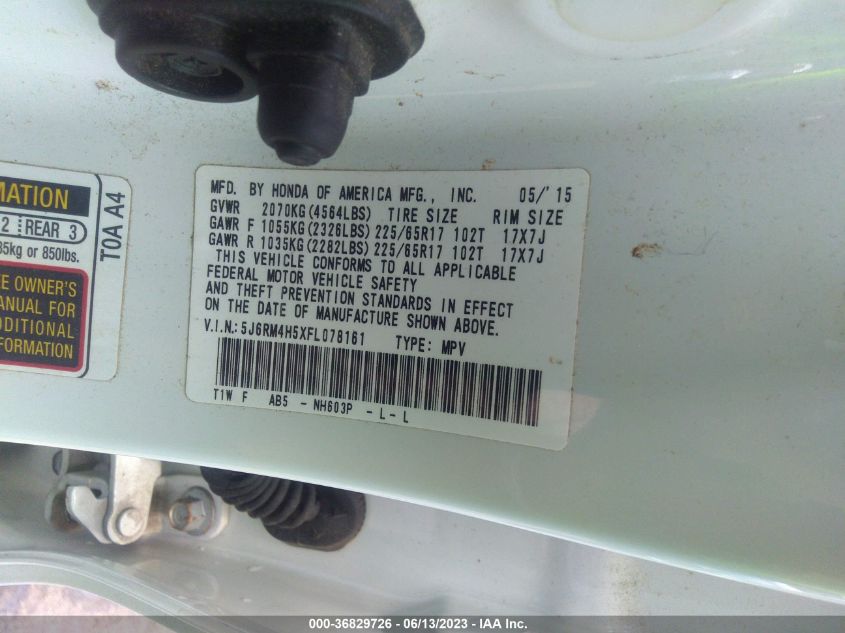 MATION
2 REAR 3
85kg or 850lbs.
EE OWNER'S
MANUAL FOR
DDITIONAL
FORMATION
T0A A4
MFD. BY HONDA OF AMERICA MFG., INC. 05/'15
GVWR 2070KG(4564LBS) TIRE SIZE RIM SIZE
GAWR F 1055KG(2326LBS) 225/65R17 102T 17X7J
GAWR R 1035KG(2282LBS) 225/65R17 102T 17X7J
THIS VEHICLE CONFORMS TO ALL APPLICABLE
FEDERAL MOTOR VEHICLE SAFETY
AND THEFT PREVENTION STANDARDS IN EFFECT
ON THE DATE OF MANUFACTURE SHOWN ABOVE.
V.I.N.:5J6RM4H5XFL078161 TYPE: MPV
T1W F AB5 - NH603P - L - L
000-36829726 - 06/13/2023 - IAA Inc.